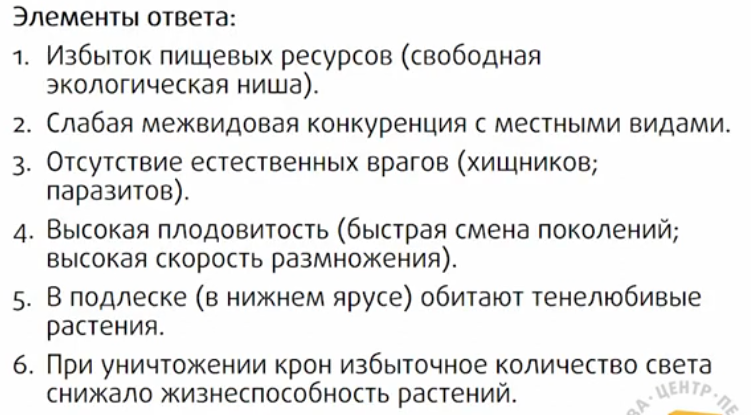 Элементы ответа:
1. Избыток пищевых ресурсов (свободная
экологическая ниша).
2. Слабая межвидовая конкуренция с местными видами.
3. Отсутствие естественных врагов (хищников;
паразитов).
4. Высокая плодовитость (быстрая смена поколений;
высокая скорость размножения).
5. В подлеске (в нижнем ярусе) обитают тенелюбивые
растения.
6. При уничтожении крон избыточное количество света
снижало жизнеспособность растений.
ЦЕНТР